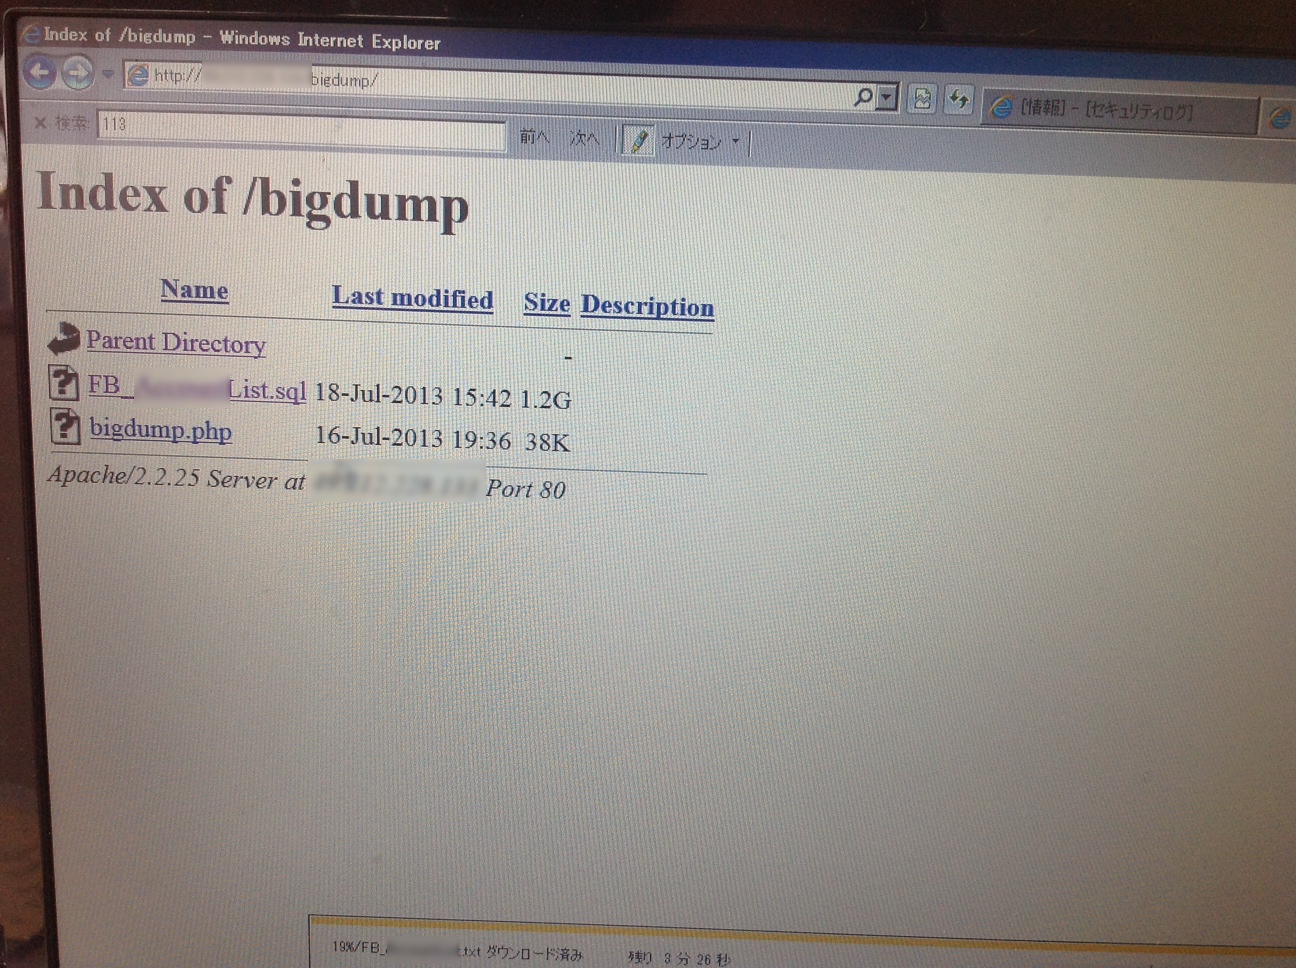 Index of /bigdump - Windows Internet Explorer
http:// bigdump/
[情報] - [セキュリティログ]
× 検索: 113 前へ 次へ オプション
Index of /bigdump
Name Last modified Size Description
Parent Directory -
FB_ List.sql 18-Jul-2013 15:42 1.2G
bigdump.php 16-Jul-2013 19:36 38K
Apache/2.2.25 Server at Port 80
19%/FB_ .txt ダウンロード済み 残り 3 分 26 秒